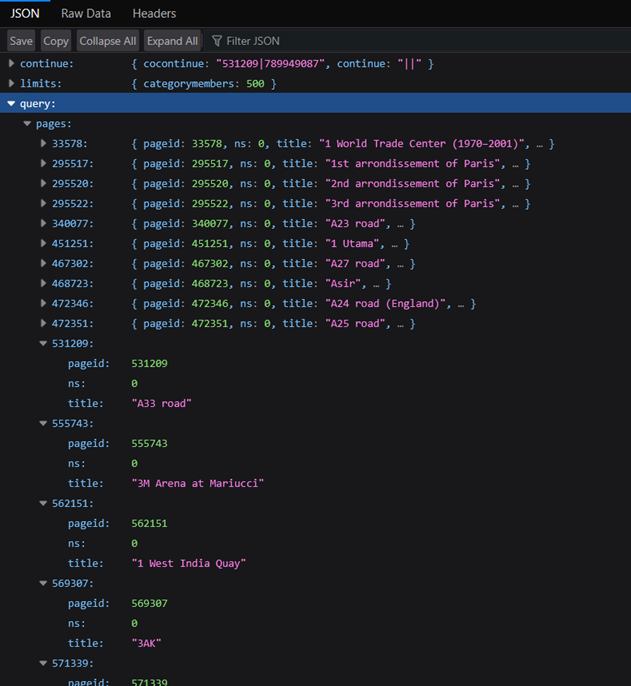 JSON Raw Data Headers
Save Copy Collapse All Expand All Filter JSON
continue: { cocontinue: "531209|789949087", continue: "||" }
limits: { categorymembers: 500 }
query:
pages:
33578: { pageid: 33578, ns: 0, title: "1 World Trade Center (1970–2001)", … }
295517: { pageid: 295517, ns: 0, title: "1st arrondissement of Paris", … }
295520: { pageid: 295520, ns: 0, title: "2nd arrondissement of Paris", … }
295522: { pageid: 295522, ns: 0, title: "3rd arrondissement of Paris", … }
340077: { pageid: 340077, ns: 0, title: "A23 road", … }
451251: { pageid: 451251, ns: 0, title: "1 Utama", … }
467302: { pageid: 467302, ns: 0, title: "A27 road", … }
468723: { pageid: 468723, ns: 0, title: "Asir", … }
472346: { pageid: 472346, ns: 0, title: "A24 road (England)", … }
472351: { pageid: 472351, ns: 0, title: "A25 road", … }
531209:
pageid: 531209
ns: 0
title: "A33 road"
555743:
pageid: 555743
ns: 0
title: "3M Arena at Mariucci"
562151:
pageid: 562151
ns: 0
title: "1 West India Quay"
569307:
pageid: 569307
ns: 0
title: "3AK"
571339:
pageid: 571339